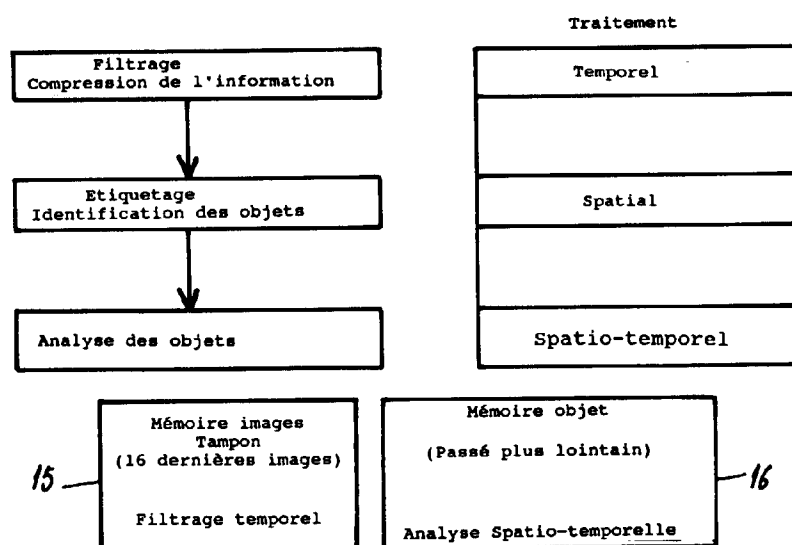 Traitement
Filtrage
Compression de l'information
Temporel
Etiquetage
Identification des objets
Spatial
Analyse des objets
Spatio-temporel
Mémoire images
Tampon
(16 dernières images)
Filtrage temporel
15
Mémoire objet
(Passé plus lointain)
Analyse Spatio-temporelle
16